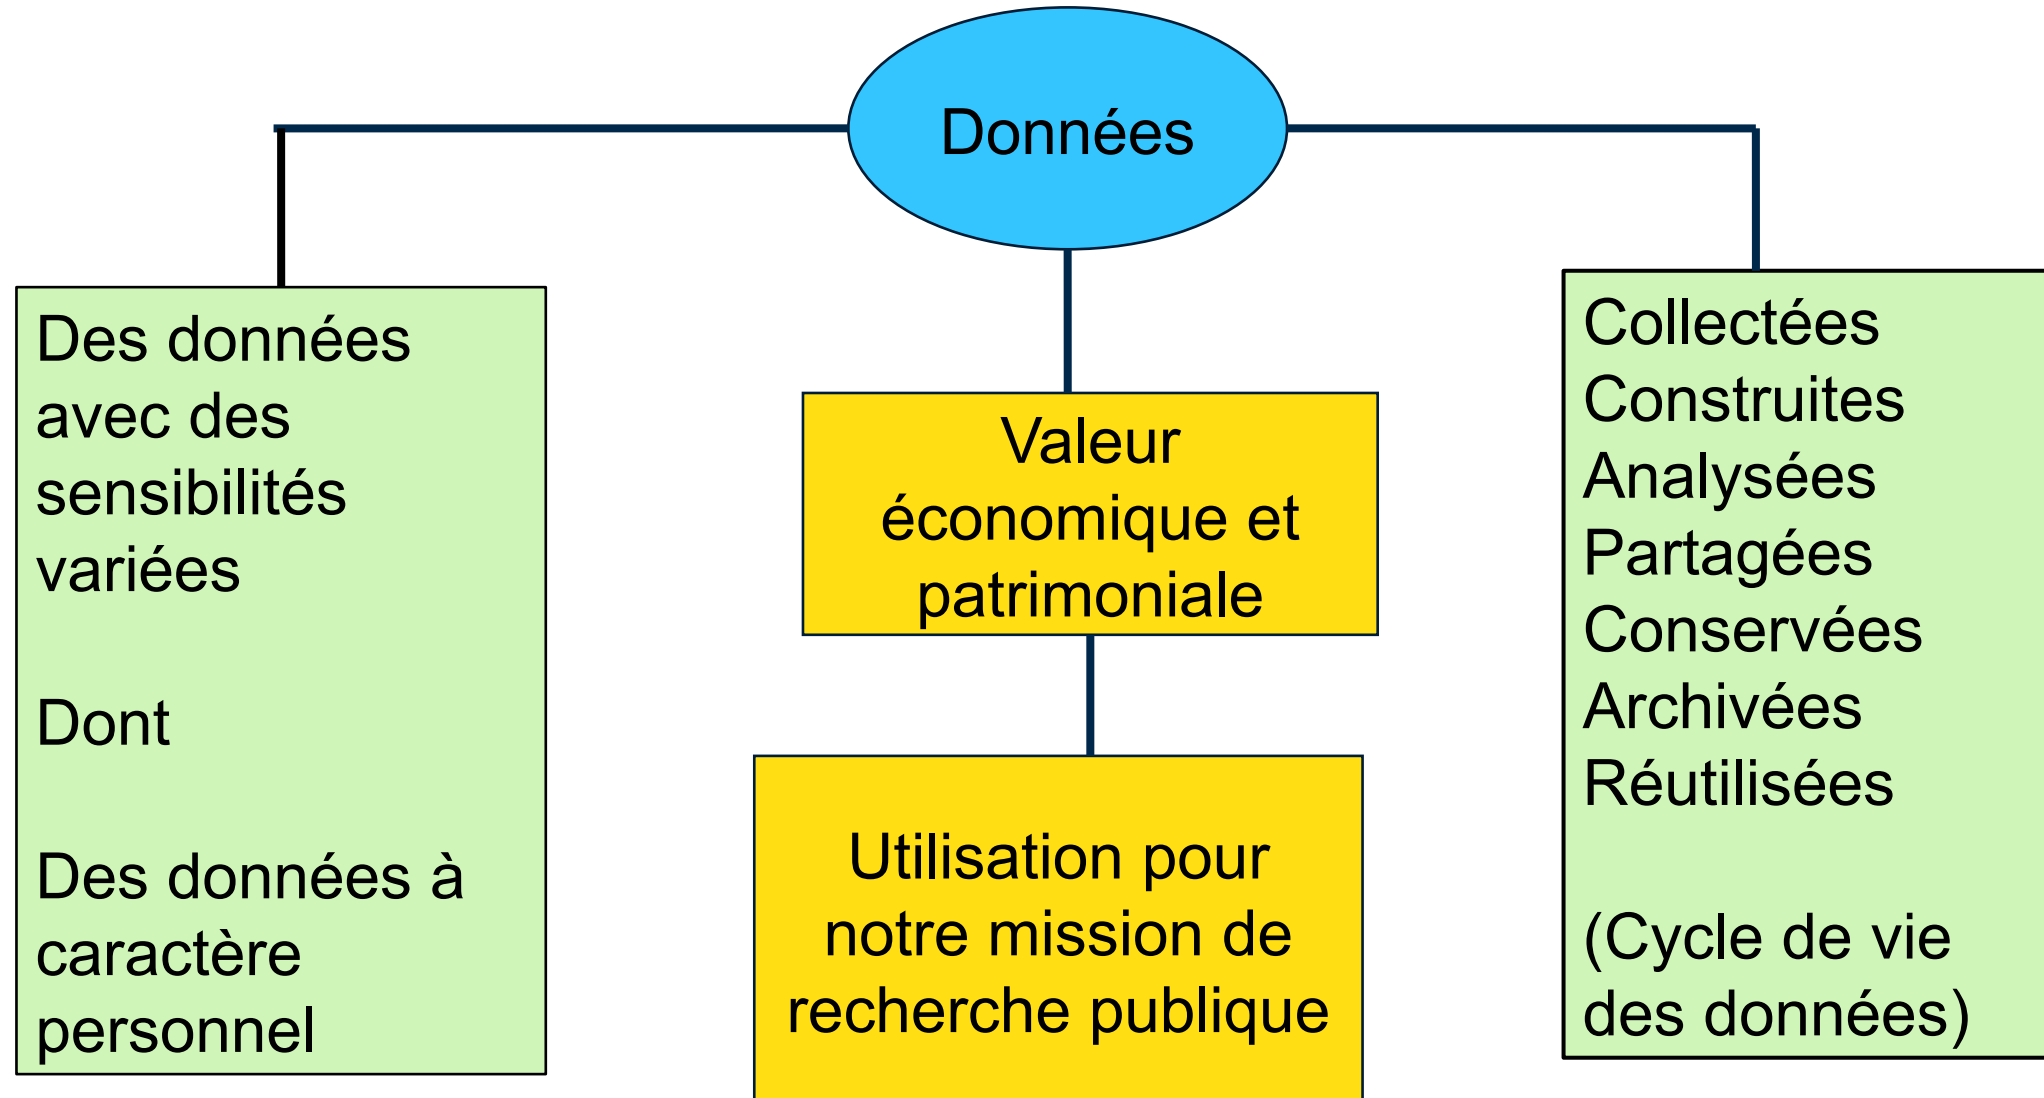 Données
Des données
avec des
sensibilités
variées
Dont
Des données à
caractère
personnel
Valeur
économique et
patrimoniale
Utilisation pour
notre mission de
recherche publique
Collectées
Construites
Analysées
Partagées
Conservées
Archivées
Réutilisées
(Cycle de vie
des données)